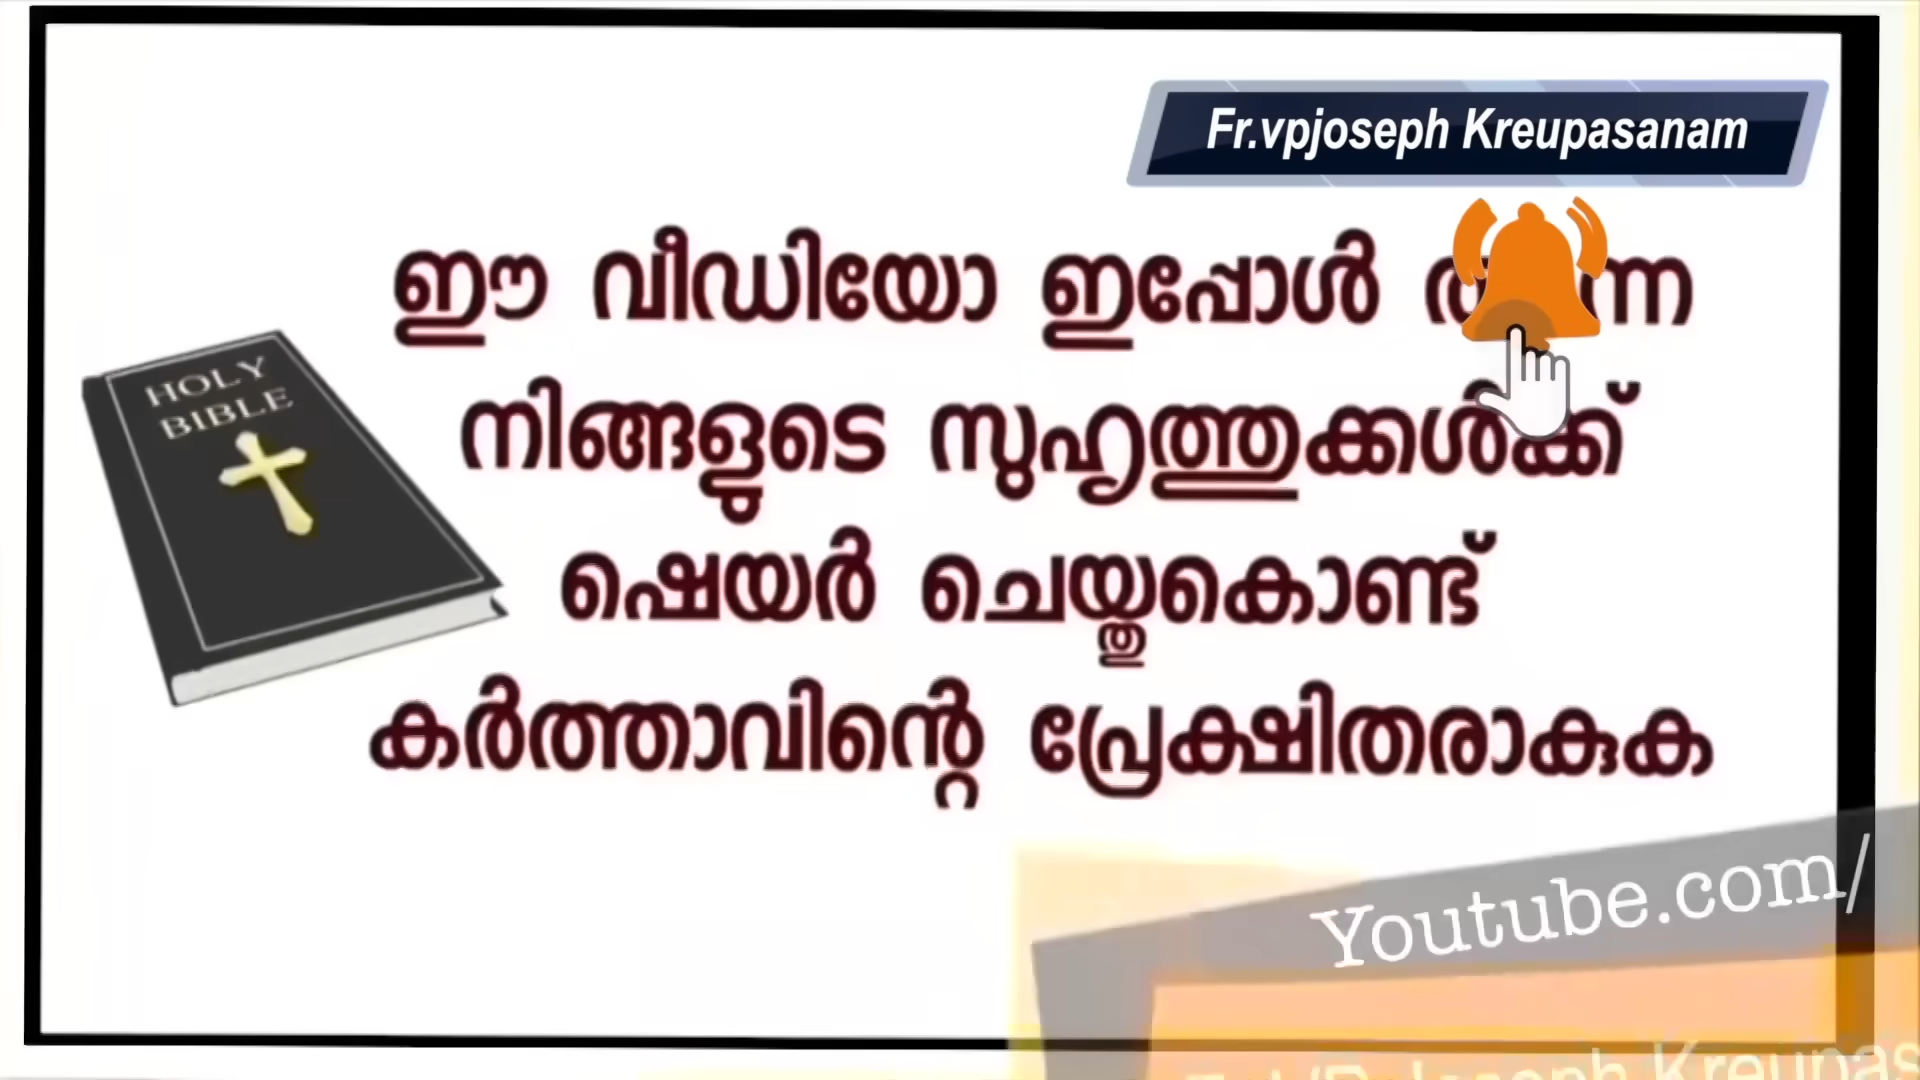 Fr.vpjoseph Kreupasanam
ഈ വീഡിയോ ഇപ്പോൾ
നിങ്ങളുടെ സുഹൃത്തുക്കൾക്ക്
ഷെയർ ചെയ്തുകൊണ്ട്
കർത്താവിന്റെ പ്രേക്ഷിതരാകുക
HOLY
BIBLE
Youtube.com/